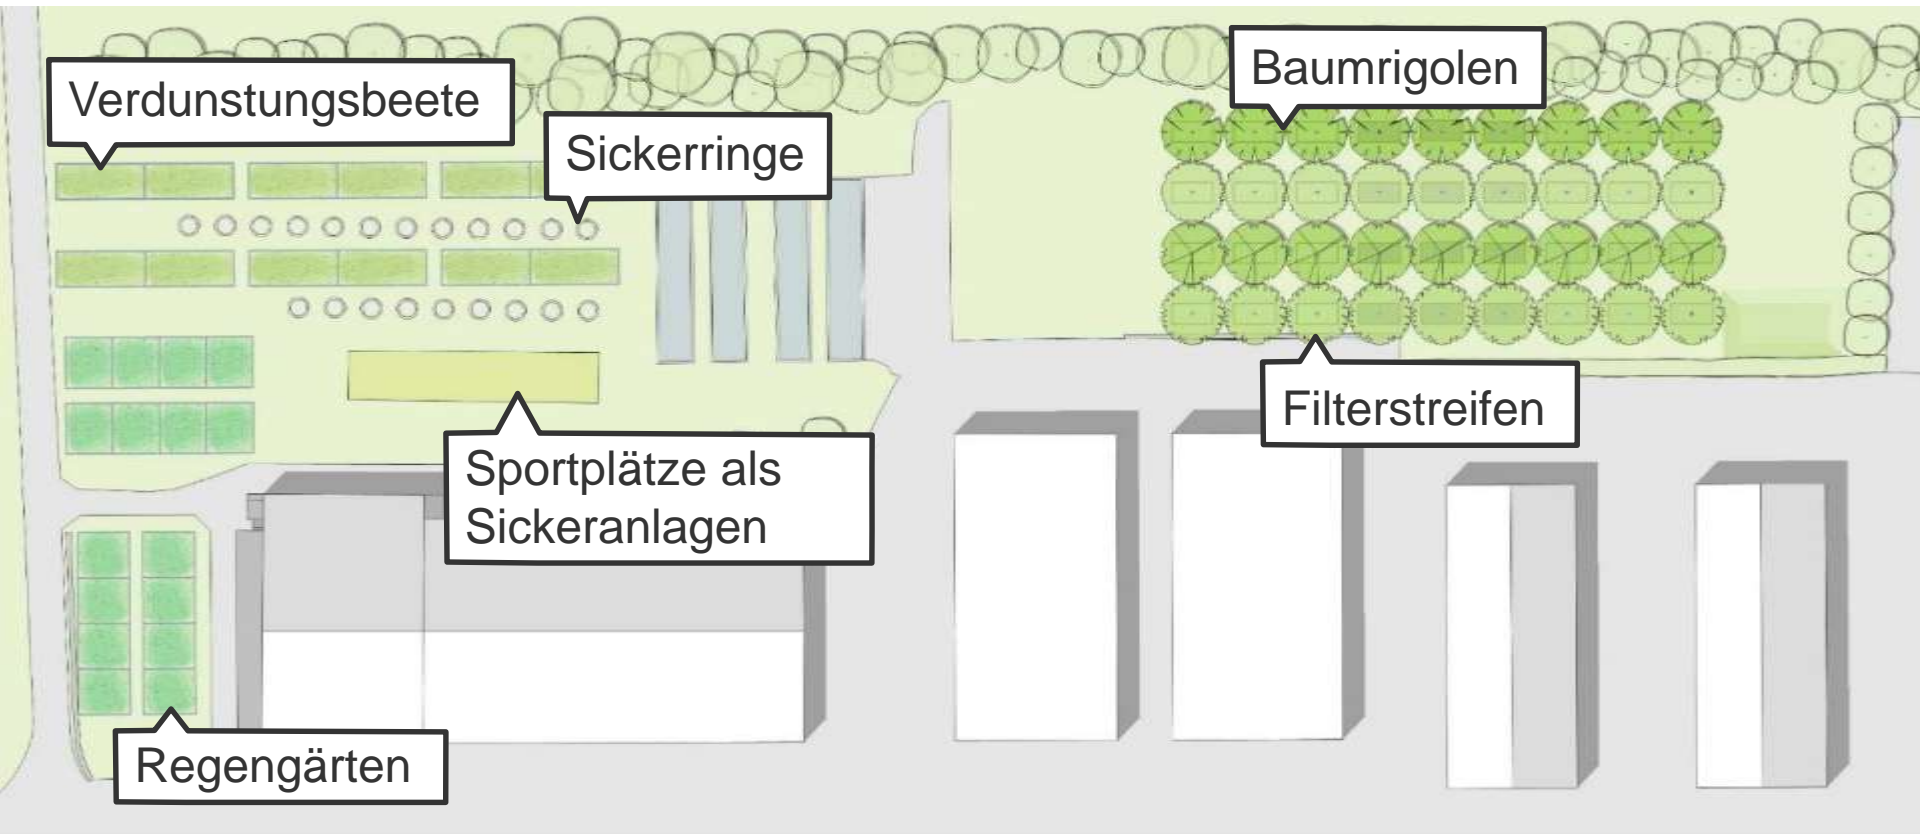 Verdunstungsbeete
Sickerringe
Baumrigolen
Filterstreifen
Sportplätze als
Sickeranlagen
Regengärten